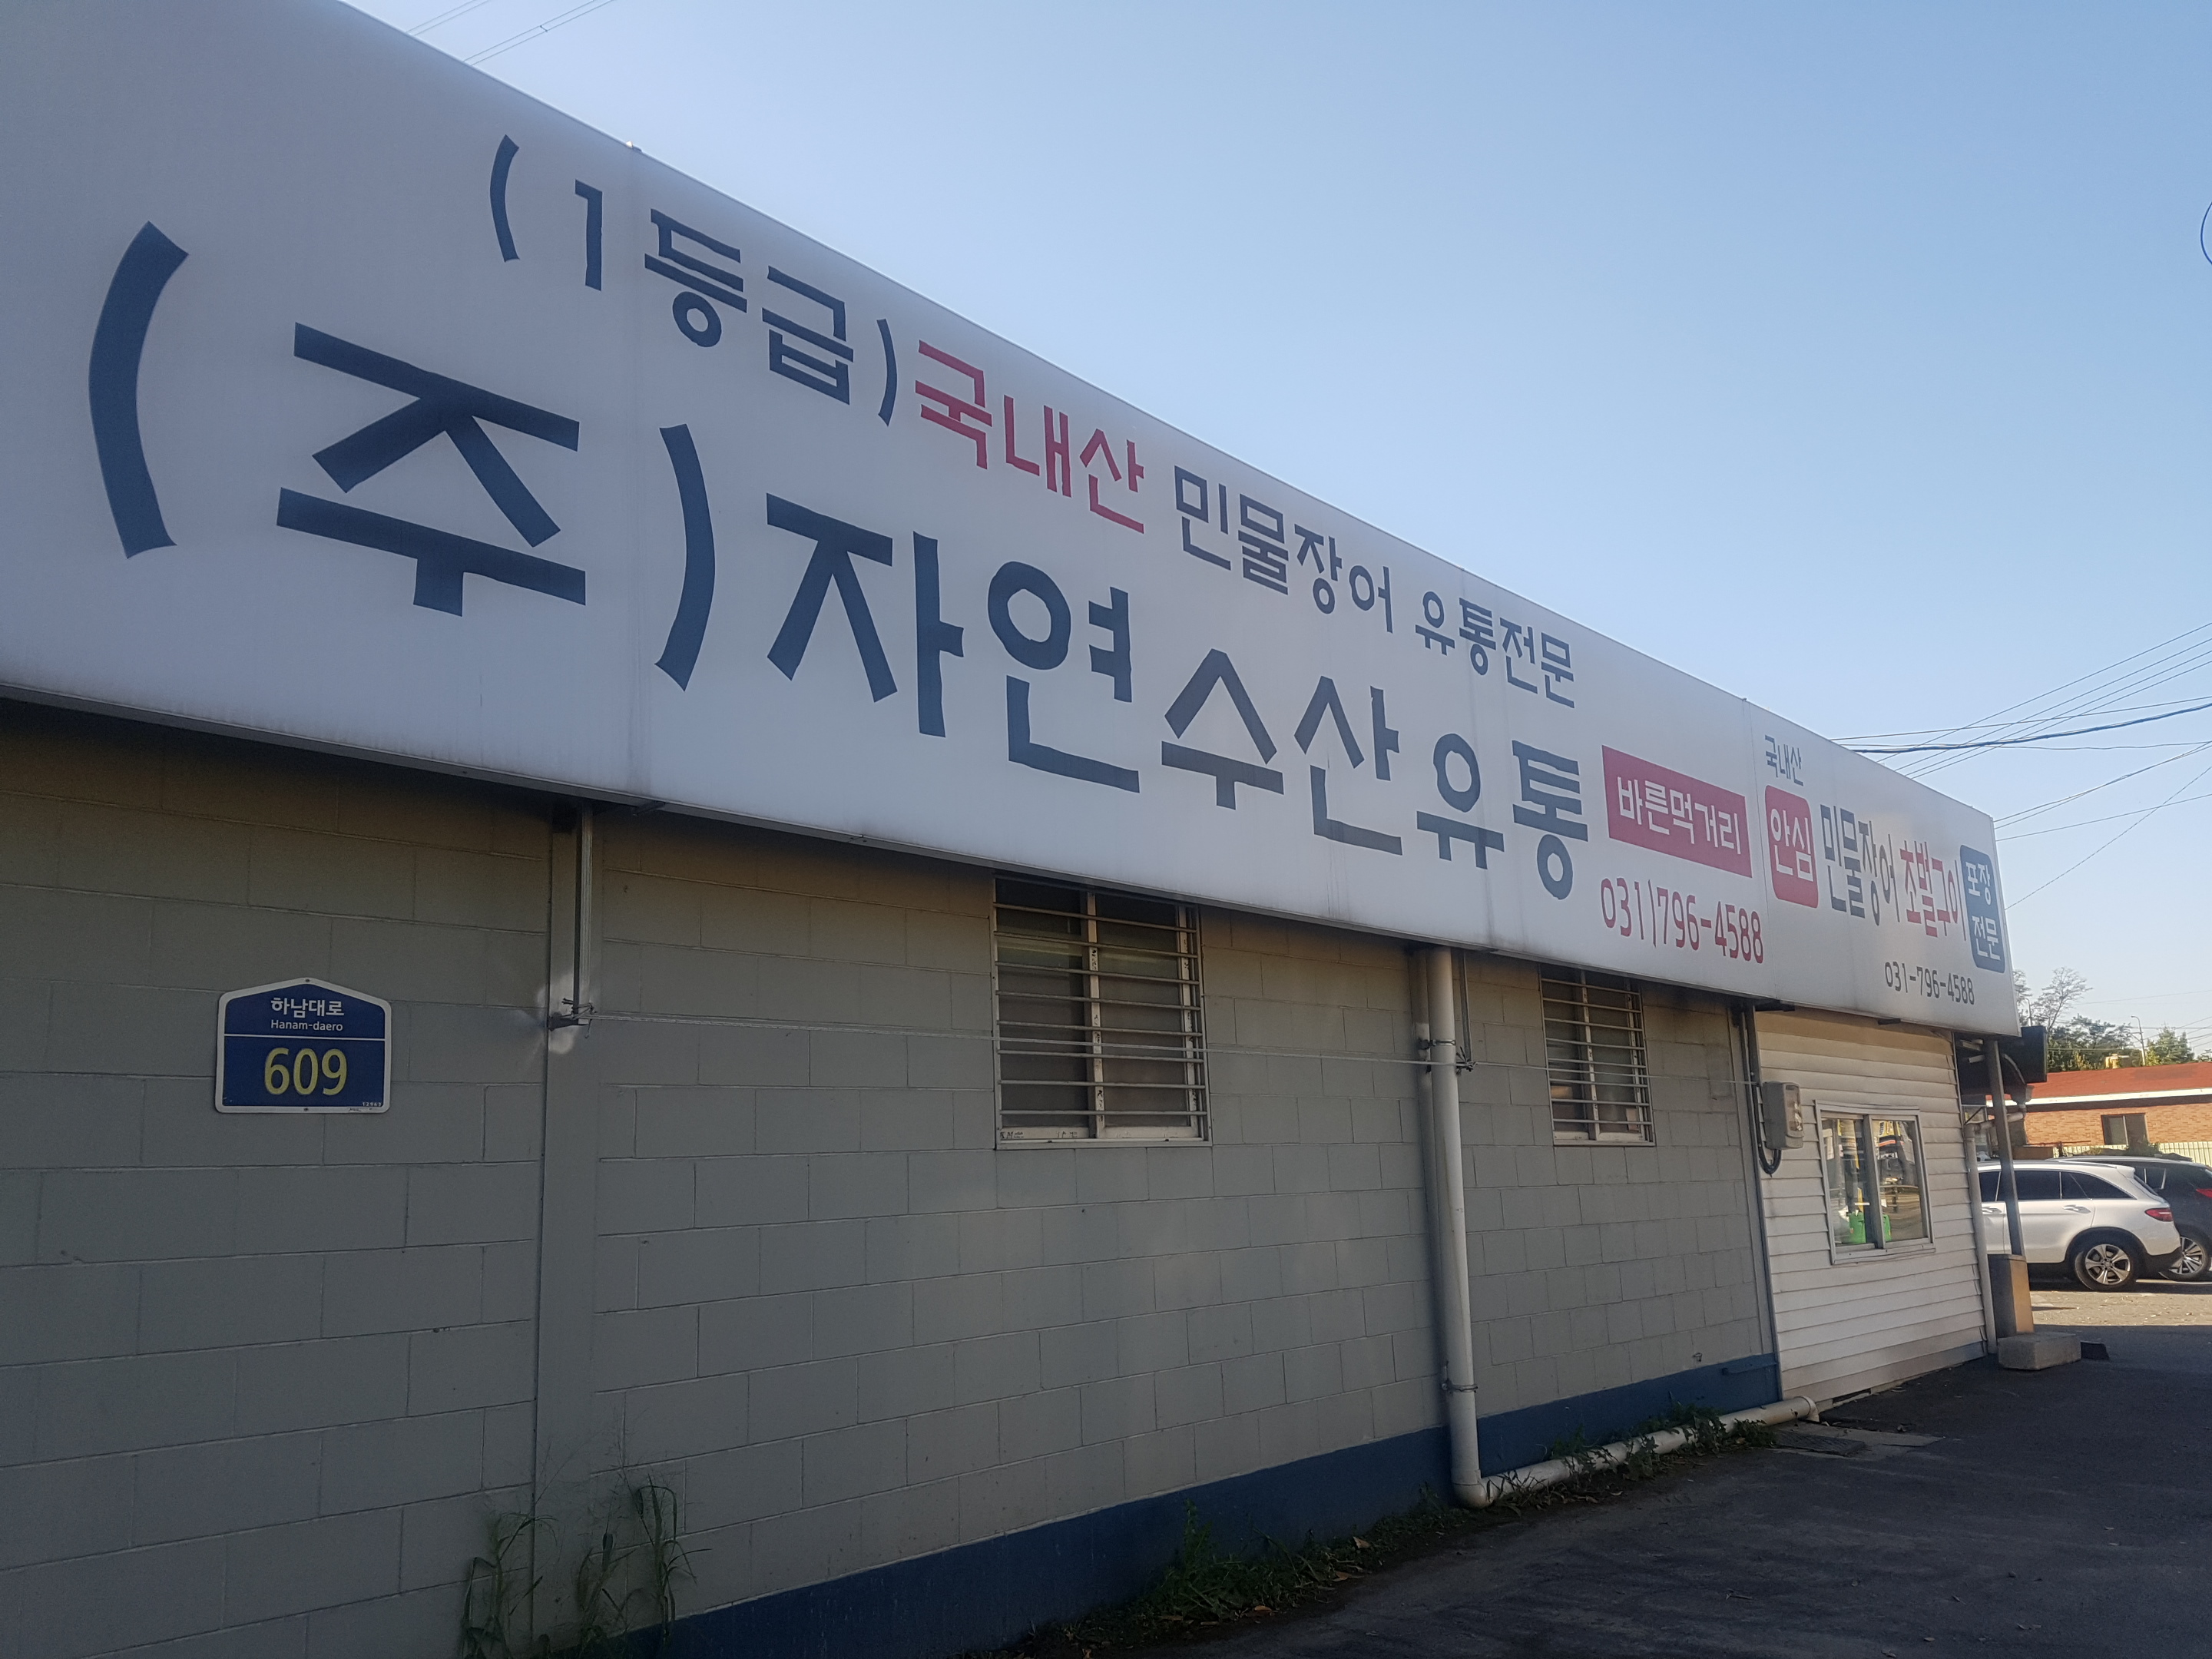 (1등급)국내산 민물장어 유통전문
(주)자연수산유통
바른먹거리
031)796-4588
국내산
안심 민물장어 초벌구이 포장
전문
031-796-4588
하남대로
Hanam-daero
609